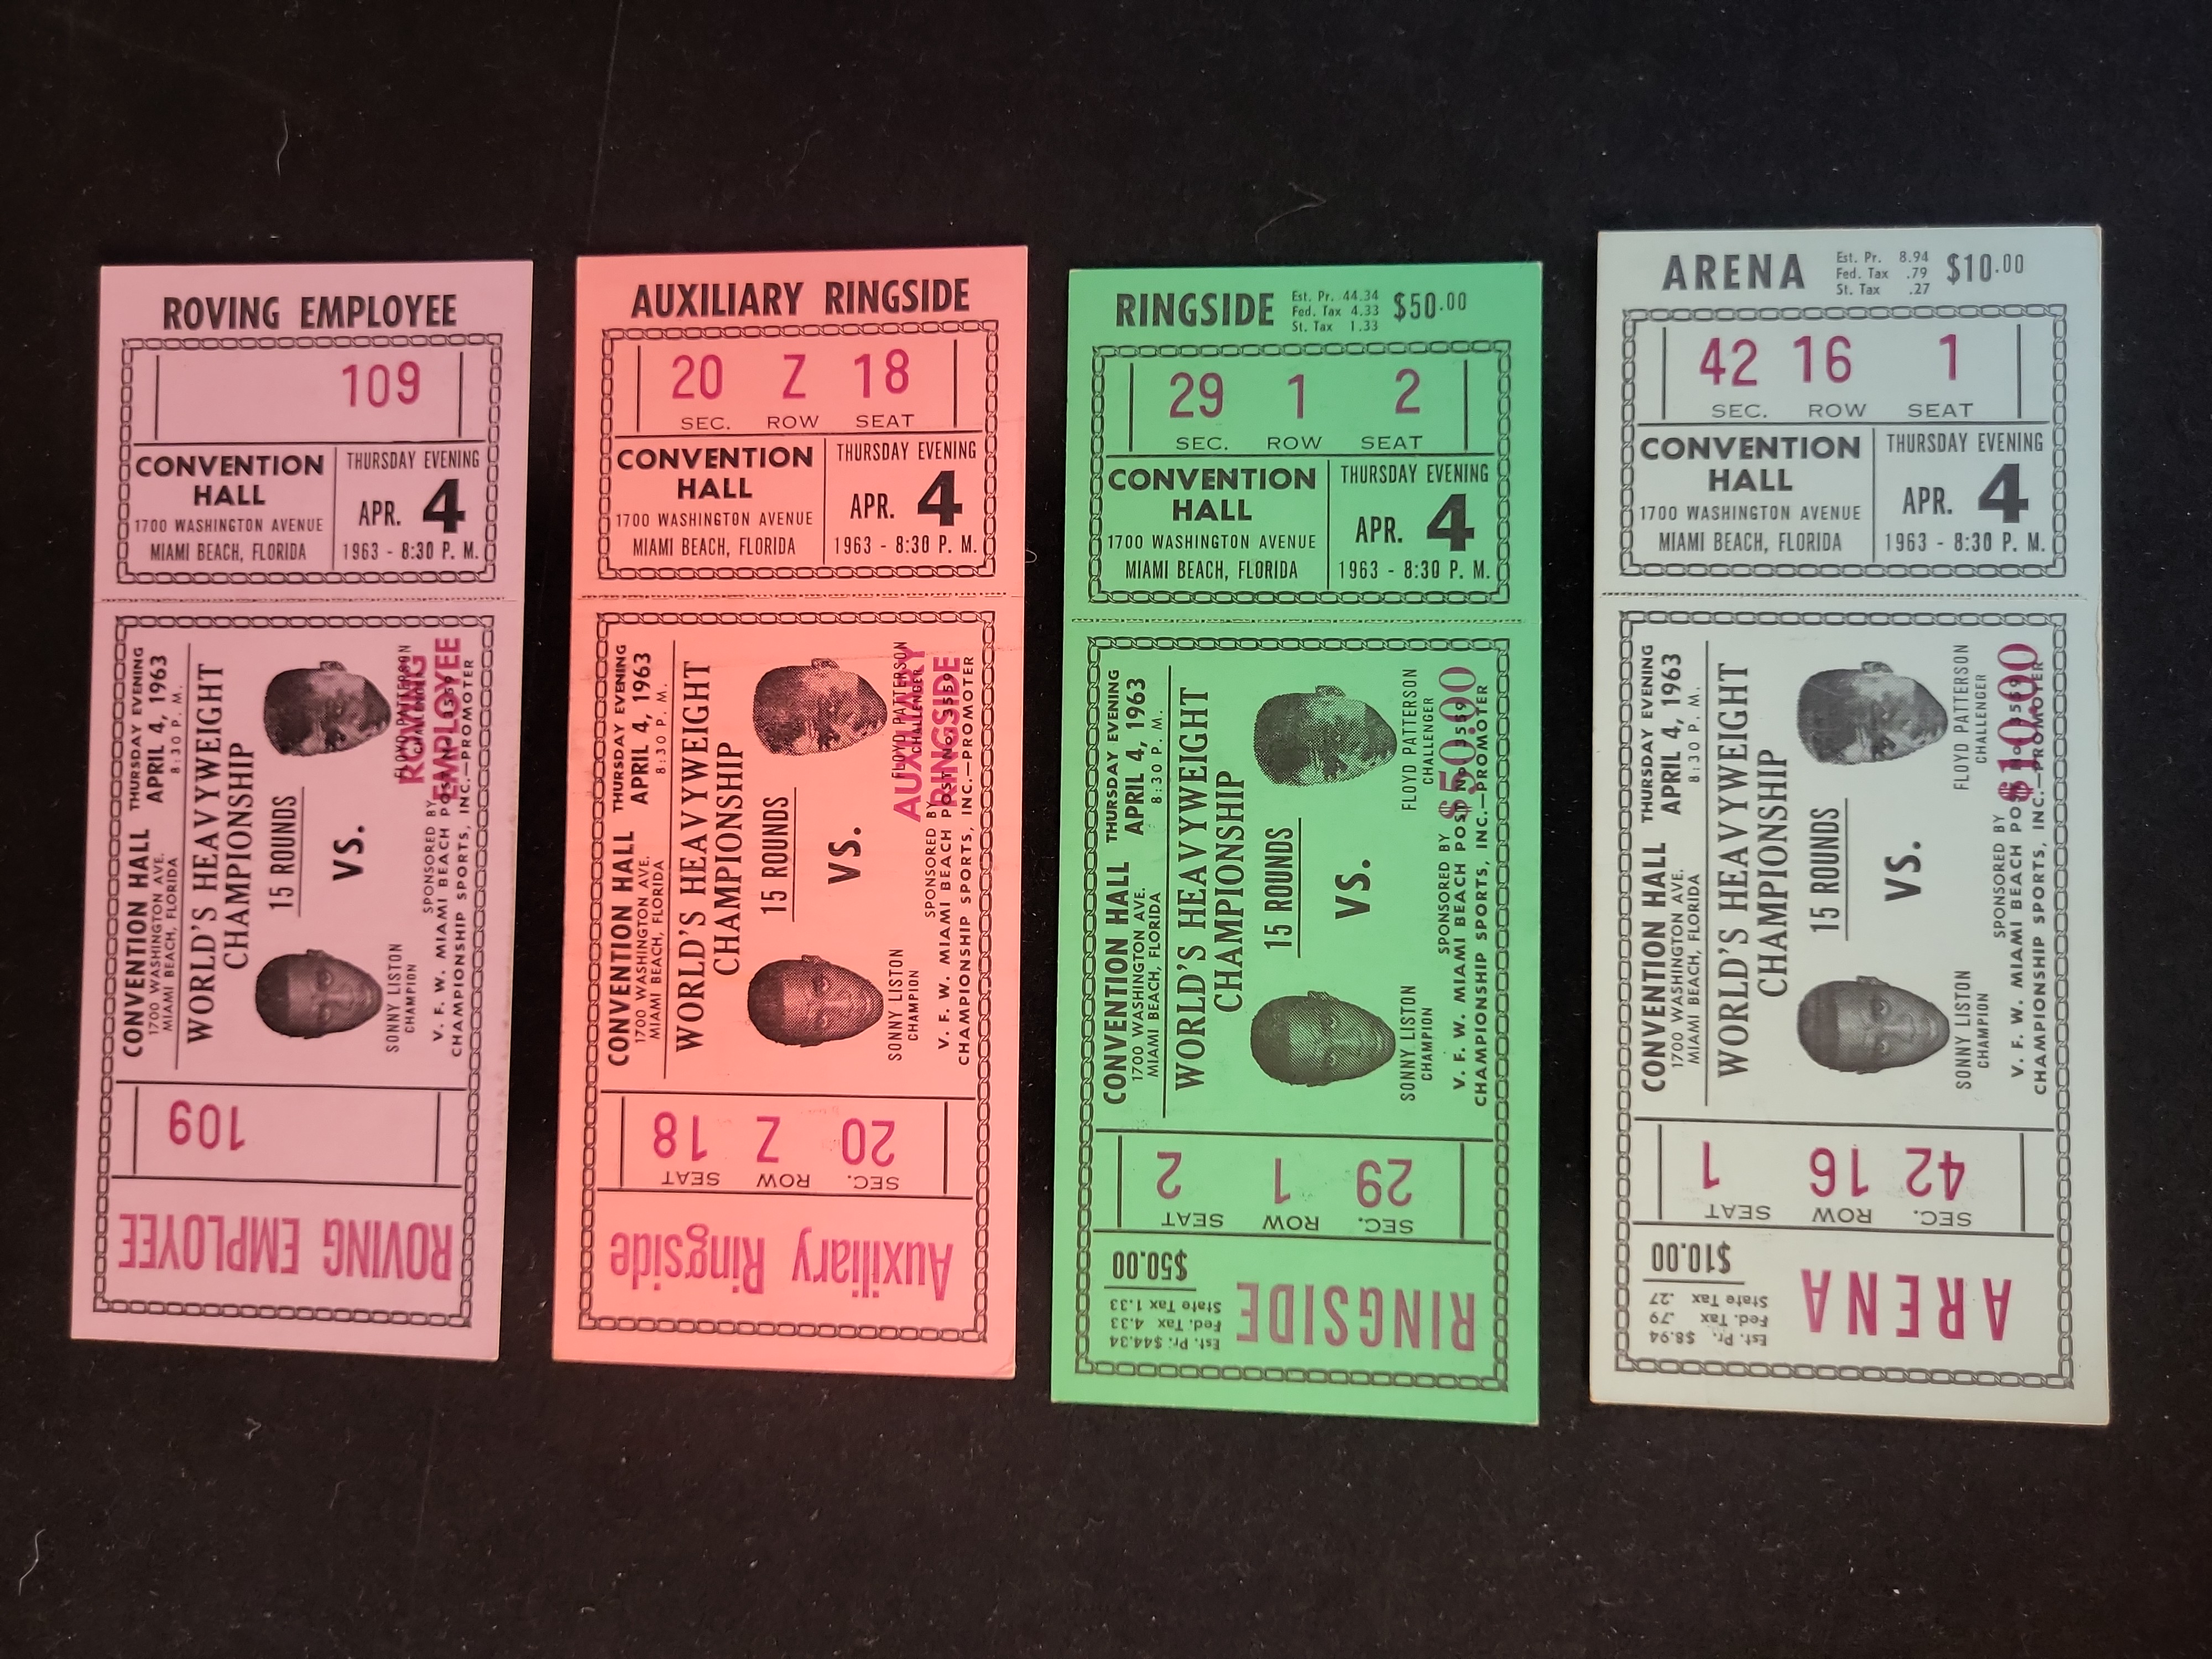 ROVING EMPLOYEE
109
CONVENTION
HALL
1700 WASHINGTON AVENUE
MIAMI BEACH, FLORIDA
THURSDAY EVENING
APR. 4
1963 - 8:30 P. M.
CONVENTION HALL THURSDAY EVENING
1700 WASHINGTON AVE. APRIL 4, 1963
MIAMI BEACH, FLORIDA 8:30 P. M.
WORLD'S HEAVYWEIGHT
CHAMPIONSHIP
15 ROUNDS
VS.
SONNY LISTON
CHAMPION
FLOYD PATTERSON
CHALLENGER
ROVING
EMPLOYEE
SPONSORED BY
V. F. W. MIAMI BEACH POST No. 3559
CHAMPIONSHIP SPORTS, INC.—PROMOTER
109
ROVING EMPLOYEE
AUXILIARY RINGSIDE
20 Z 18
SEC. ROW SEAT
CONVENTION
HALL
1700 WASHINGTON AVENUE
MIAMI BEACH, FLORIDA
THURSDAY EVENING
APR. 4
1963 - 8:30 P. M.
CONVENTION HALL THURSDAY EVENING
1700 WASHINGTON AVE. APRIL 4, 1963
MIAMI BEACH, FLORIDA 8:30 P. M.
WORLD'S HEAVYWEIGHT
CHAMPIONSHIP
15 ROUNDS
VS.
SONNY LISTON
CHAMPION
FLOYD PATTERSON
CHALLENGER
AUXILIARY
RINGSIDE
SPONSORED BY
V. F. W. MIAMI BEACH POST No. 3559
CHAMPIONSHIP SPORTS, INC.—PROMOTER
SEC. ROW SEAT
20 Z 18
Auxiliary Ringside
RINGSIDE
Est. Pr. 44.34
Fed. Tax 4.33
St. Tax 1.33
$50.00
29 1 2
SEC. ROW SEAT
CONVENTION
HALL
1700 WASHINGTON AVENUE
MIAMI BEACH, FLORIDA
THURSDAY EVENING
APR. 4
1963 - 8:30 P. M.
CONVENTION HALL THURSDAY EVENING
1700 WASHINGTON AVE. APRIL 4, 1963
MIAMI BEACH, FLORIDA 8:30 P. M.
WORLD'S HEAVYWEIGHT
CHAMPIONSHIP
15 ROUNDS
VS.
SONNY LISTON
CHAMPION
FLOYD PATTERSON
CHALLENGER
$50.00
SPONSORED BY
V. F. W. MIAMI BEACH POST No. 3559
CHAMPIONSHIP SPORTS, INC.—PROMOTER
RINGSIDE
Est. Pr. $44.34
Fed. Tax 4.33
State Tax 1.33
$50.00
SEC. ROW SEAT
29 1 2
ARENA
Est. Pr. 8.94
Fed. Tax .79
St. Tax .27
$10.00
42 16 1
SEC. ROW SEAT
CONVENTION
HALL
1700 WASHINGTON AVENUE
MIAMI BEACH, FLORIDA
THURSDAY EVENING
APR. 4
1963 - 8:30 P. M.
CONVENTION HALL THURSDAY EVENING
1700 WASHINGTON AVE. APRIL 4, 1963
MIAMI BEACH, FLORIDA 8:30 P. M.
WORLD'S HEAVYWEIGHT
CHAMPIONSHIP
15 ROUNDS
VS.
SONNY LISTON
CHAMPION
FLOYD PATTERSON
CHALLENGER
$10.00
SPONSORED BY
V. F. W. MIAMI BEACH POST No. 3559
CHAMPIONSHIP SPORTS, INC.—PROMOTER
ARENA
Est. Pr. $8.94
Fed. Tax .79
State Tax .27
$10.00
SEC. ROW SEAT
42 16 1